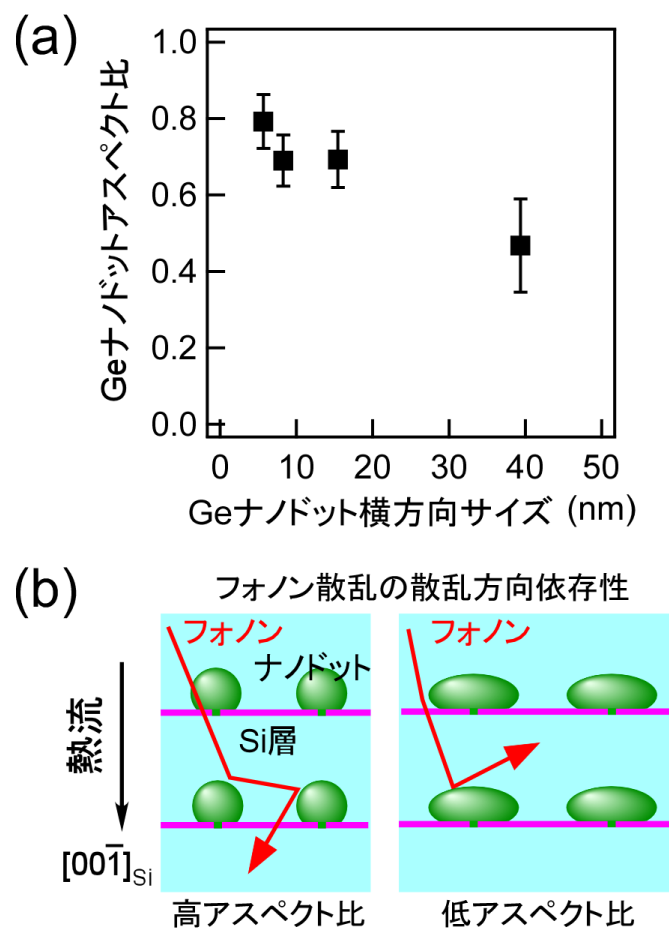 (a)
Geナノドットアスペクト比
1.0
0.8
0.6
0.4
0.2
0.0
0 10 20 30 40 50
Geナノドット横方向サイズ (nm)
(b)
フォノン散乱の散乱方向依存性
フォノン
ナノドット
Si層
フォノン
熱流
[001̄]Si
高アスペクト比
低アスペクト比